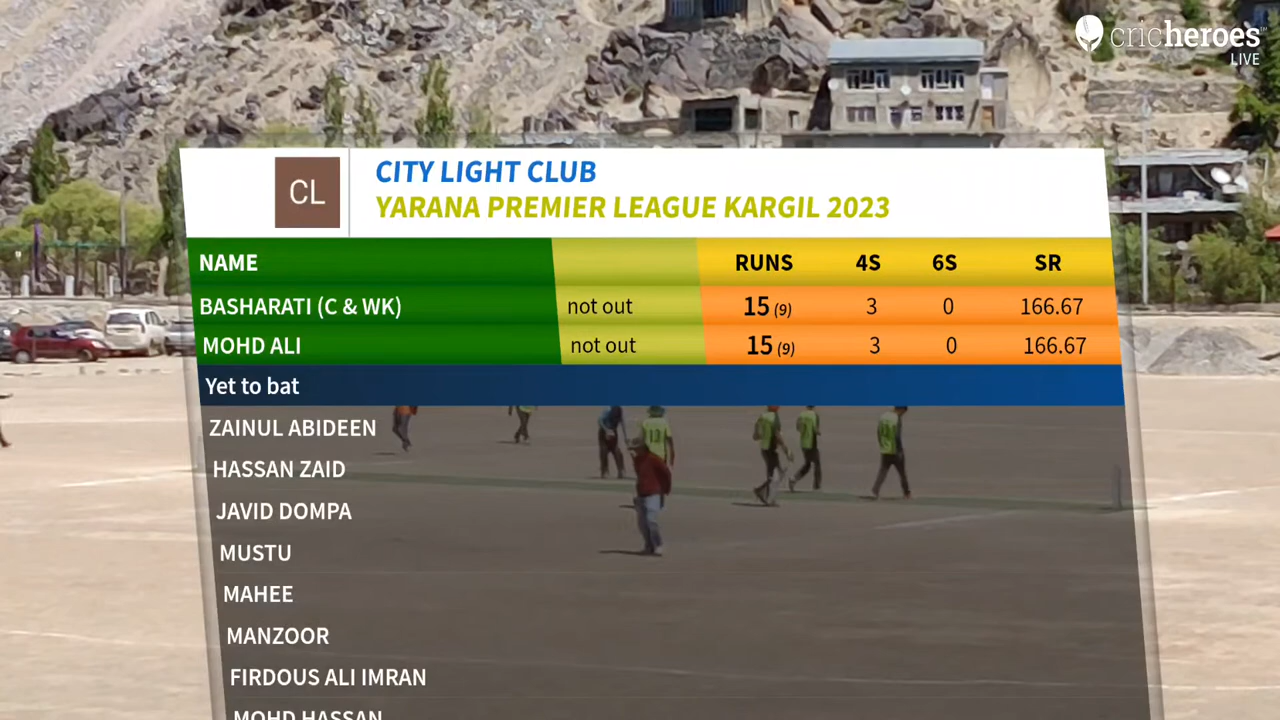 cricheroes
LIVE
CL
CITY LIGHT CLUB
YARANA PREMIER LEAGUE KARGIL 2023
NAME RUNS 4S 6S SR
BASHARATI (C & WK) not out 15 (9) 3 0 166.67
MOHD ALI not out 15 (9) 3 0 166.67
Yet to bat
ZAINUL ABIDEEN
HASSAN ZAID
JAVID DOMPA
MUSTU
MAHEE
MANZOOR
FIRDOUS ALI IMRAN
MOHD HASSAN